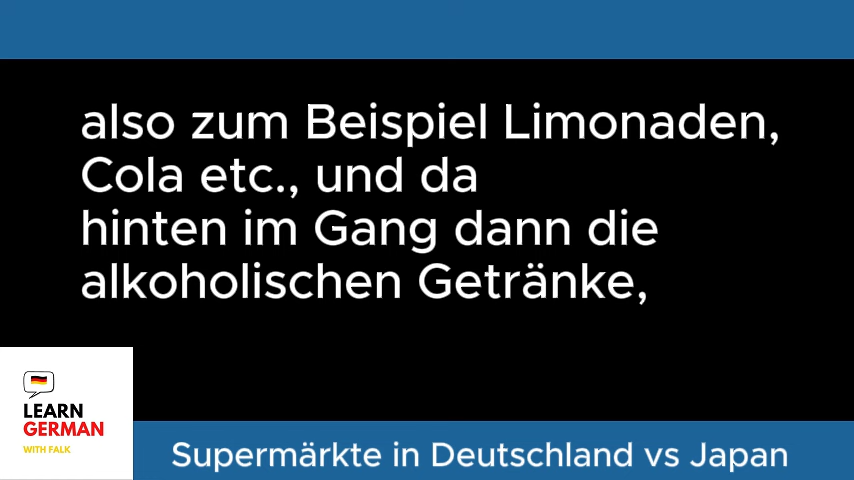 also zum Beispiel Limonaden,
Cola etc., und da
hinten im Gang dann die
alkoholischen Getränke,
LEARN
GERMAN
WITH FALK
Supermärkte in Deutschland vs Japan